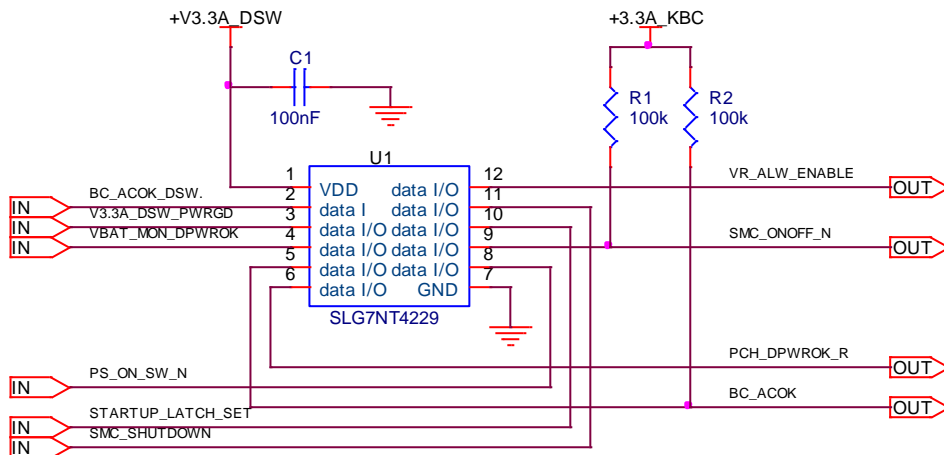 +V3.3A_DSW
+3.3A_KBC
C1
100nF
R1
100k
R2
100k
U1
1
VDD
data I/O
12
VR_ALW_ENABLE
OUT
IN
BC_ACOK_DSW.
2
data I
data I/O
11
IN
V3.3A_DSW_PWRGD
3
data I/O
data I/O
10
IN
VBAT_MON_DPWROK
4
data I/O
data I/O
9
SMC_ONOFF_N
OUT
5
data I/O
data I/O
8
6
data I/O
GND
7
SLG7NT4229
PCH_DPWROK_R
OUT
IN
PS_ON_SW_N
BC_ACOK
OUT
IN
STARTUP_LATCH_SET
IN
SMC_SHUTDOWN